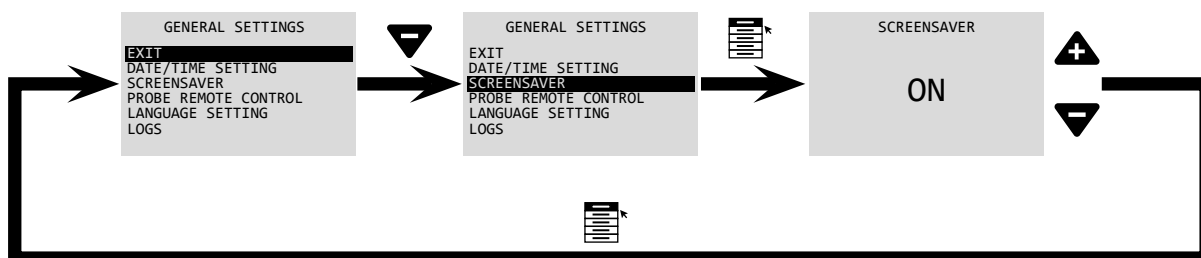 GENERAL SETTINGS
EXIT
DATE/TIME SETTING
SCREENSAVER
PROBE REMOTE CONTROL
LANGUAGE SETTING
LOGS
GENERAL SETTINGS
EXIT
DATE/TIME SETTING
SCREENSAVER
PROBE REMOTE CONTROL
LANGUAGE SETTING
LOGS
SCREENSAVER
ON